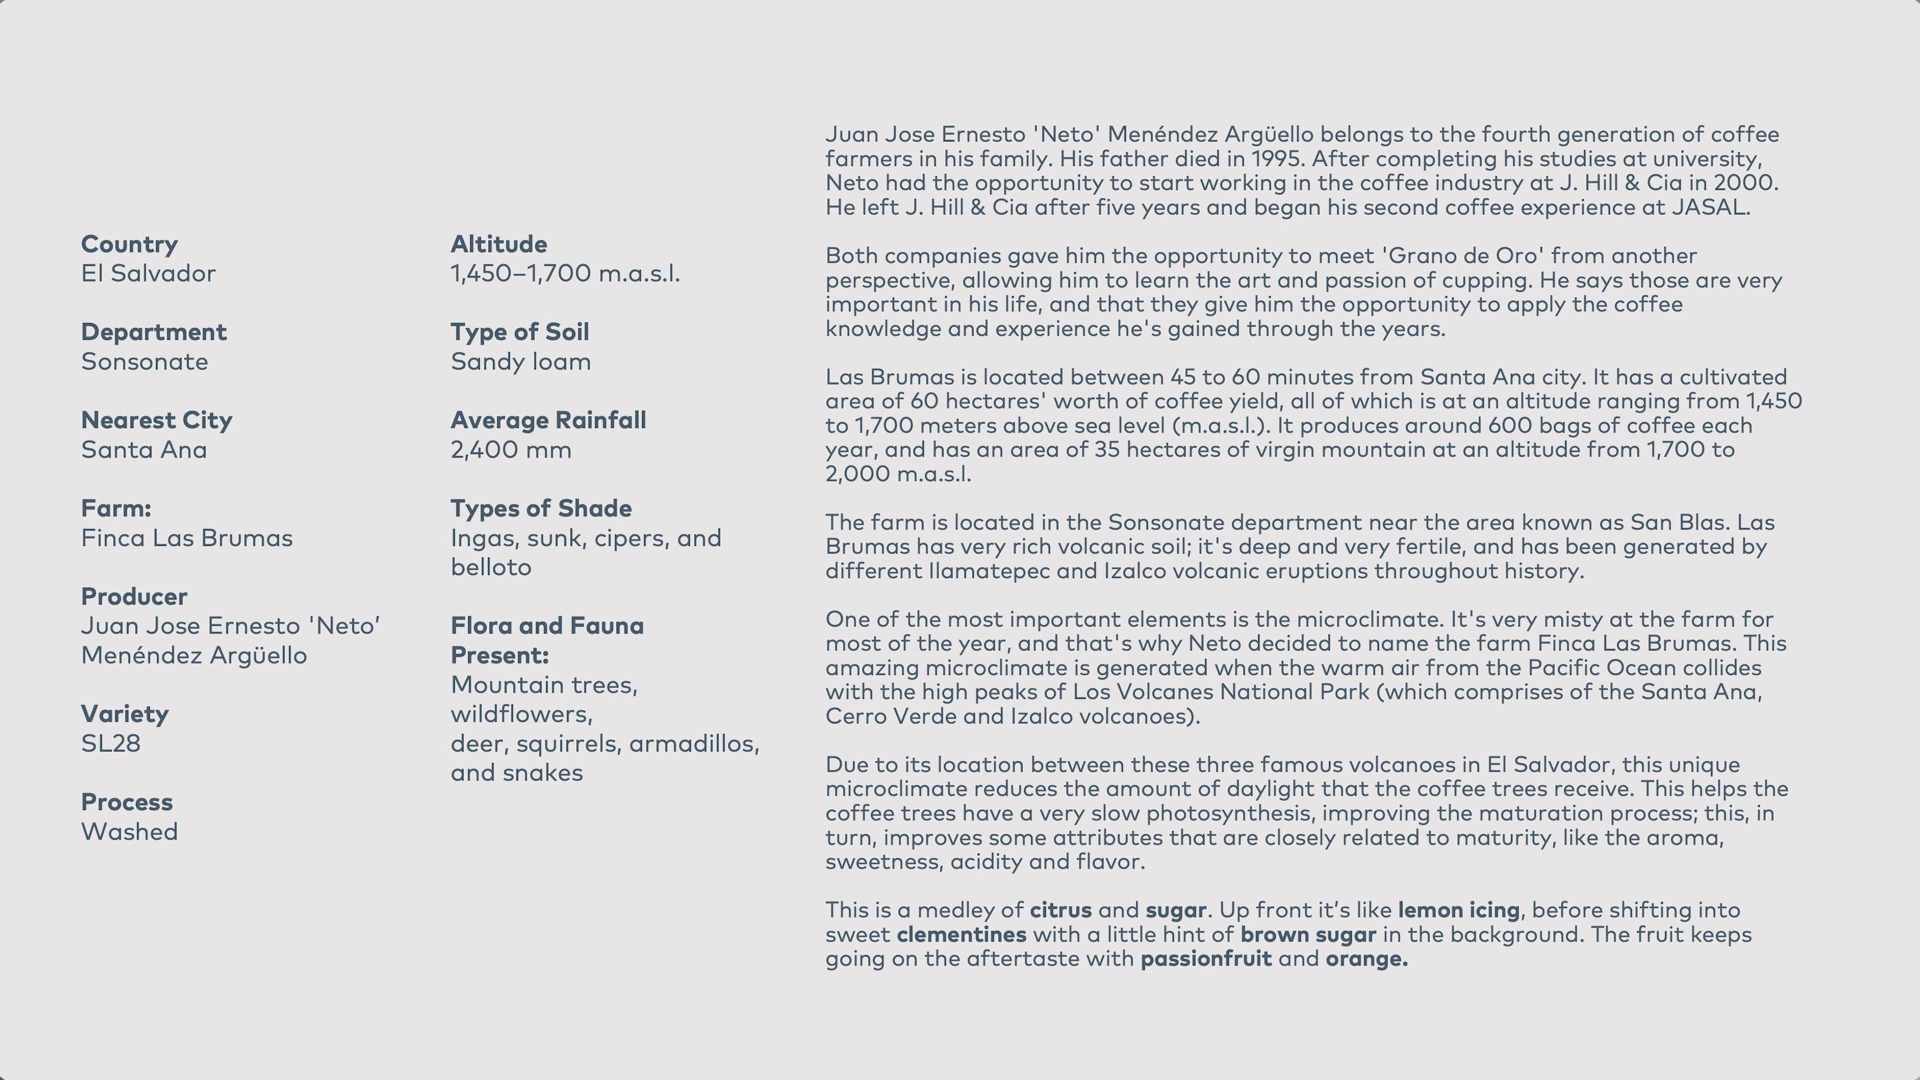 Country
El Salvador
Department
Sonsonate
Nearest City
Santa Ana
Farm:
Finca Las Brumas
Producer
Juan Jose Ernesto 'Neto’
Menéndez Argüello
Variety
SL28
Process
Washed
Altitude
1,450–1,700 m.a.s.l.
Type of Soil
Sandy loam
Average Rainfall
2,400 mm
Types of Shade
Ingas, sunk, cipers, and
belloto
Flora and Fauna
Present:
Mountain trees,
wildflowers,
deer, squirrels, armadillos,
and snakes
Juan Jose Ernesto 'Neto' Menéndez Argüello belongs to the fourth generation of coffee
farmers in his family. His father died in 1995. After completing his studies at university,
Neto had the opportunity to start working in the coffee industry at J. Hill & Cia in 2000.
He left J. Hill & Cia after five years and began his second coffee experience at JASAL.
Both companies gave him the opportunity to meet 'Grano de Oro' from another
perspective, allowing him to learn the art and passion of cupping. He says those are very
important in his life, and that they give him the opportunity to apply the coffee
knowledge and experience he's gained through the years.
Las Brumas is located between 45 to 60 minutes from Santa Ana city. It has a cultivated
area of 60 hectares' worth of coffee yield, all of which is at an altitude ranging from 1,450
to 1,700 meters above sea level (m.a.s.l.). It produces around 600 bags of coffee each
year, and has an area of 35 hectares of virgin mountain at an altitude from 1,700 to
2,000 m.a.s.l.
The farm is located in the Sonsonate department near the area known as San Blas. Las
Brumas has very rich volcanic soil; it's deep and very fertile, and has been generated by
different Ilamatepec and Izalco volcanic eruptions throughout history.
One of the most important elements is the microclimate. It's very misty at the farm for
most of the year, and that's why Neto decided to name the farm Finca Las Brumas. This
amazing microclimate is generated when the warm air from the Pacific Ocean collides
with the high peaks of Los Volcanes National Park (which comprises of the Santa Ana,
Cerro Verde and Izalco volcanoes).
Due to its location between these three famous volcanoes in El Salvador, this unique
microclimate reduces the amount of daylight that the coffee trees receive. This helps the
coffee trees have a very slow photosynthesis, improving the maturation process; this, in
turn, improves some attributes that are closely related to maturity, like the aroma,
sweetness, acidity and flavor.
This is a medley of citrus and sugar. Up front it’s like lemon icing, before shifting into
sweet clementines with a little hint of brown sugar in the background. The fruit keeps
going on the aftertaste with passionfruit and orange.